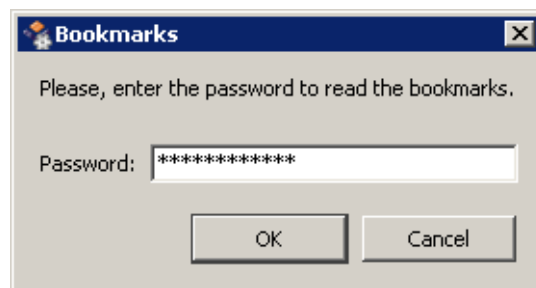 Bookmarks
Please, enter the password to read the bookmarks.
Password: ************
OK Cancel